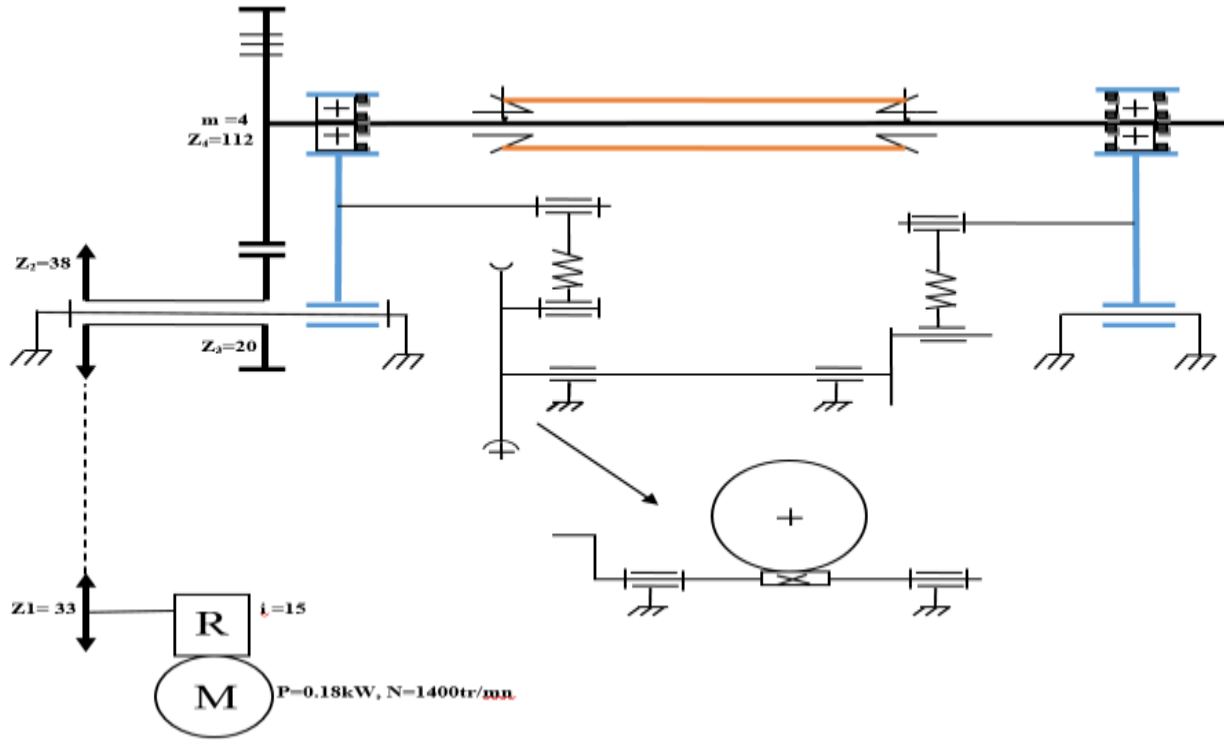 m =4
Z₄=112
Z₂=38
Z₃=20
Z1= 33
R
i =15
M
P=0.18kW, N=1400tr/mn